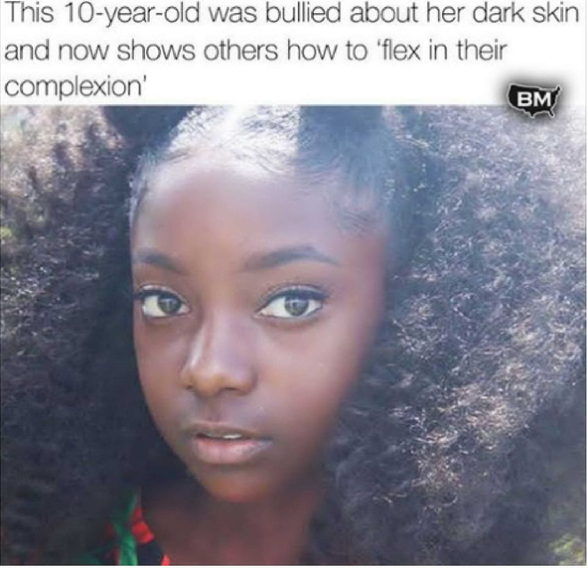 This 10-year-old was bullied about her dark skin
and now shows others how to 'flex in their
complexion'
BM